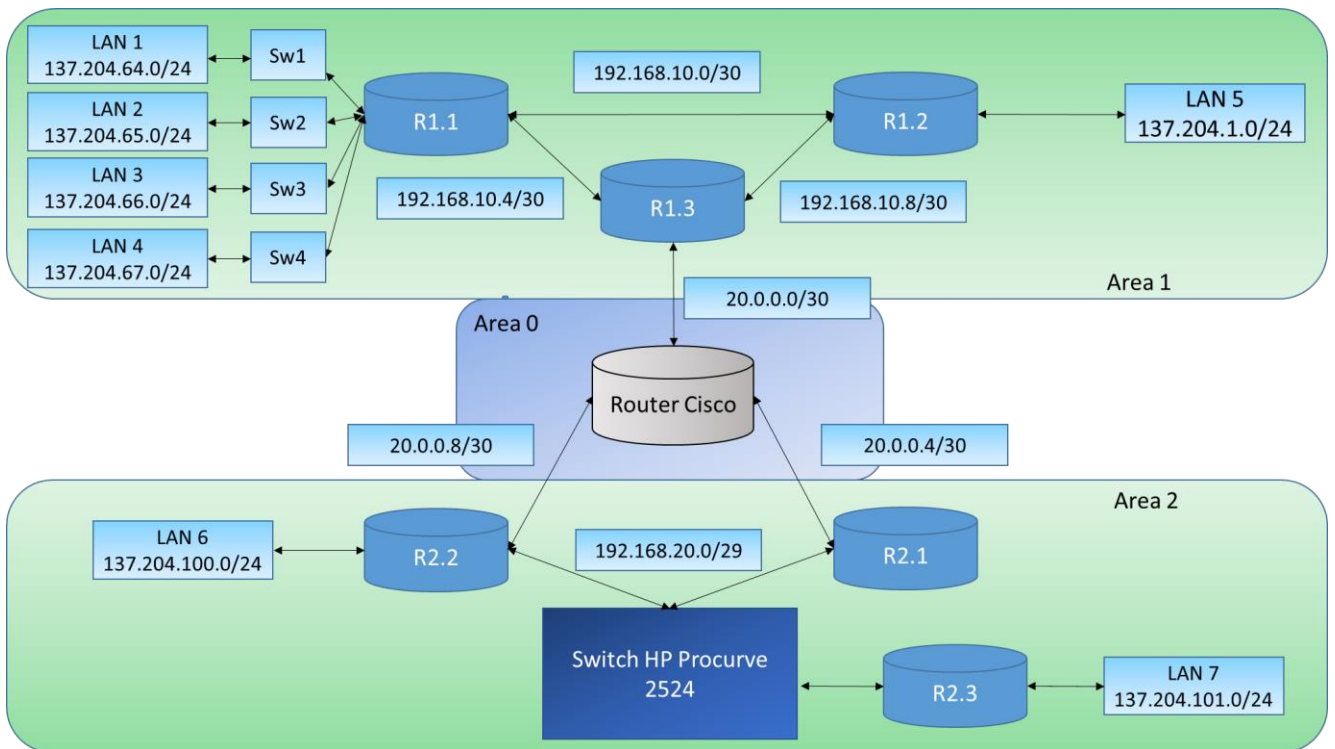 LAN 1
137.204.64.0/24
Sw1
LAN 2
137.204.65.0/24
Sw2
LAN 3
137.204.66.0/24
Sw3
LAN 4
137.204.67.0/24
Sw4
R1.1
192.168.10.0/30
R1.2
LAN 5
137.204.1.0/24
192.168.10.4/30
R1.3
192.168.10.8/30
Area 1
20.0.0.0/30
Area 0
Router Cisco
20.0.0.8/30
20.0.0.4/30
Area 2
LAN 6
137.204.100.0/24
R2.2
192.168.20.0/29
R2.1
Switch HP Procurve
2524
R2.3
LAN 7
137.204.101.0/24